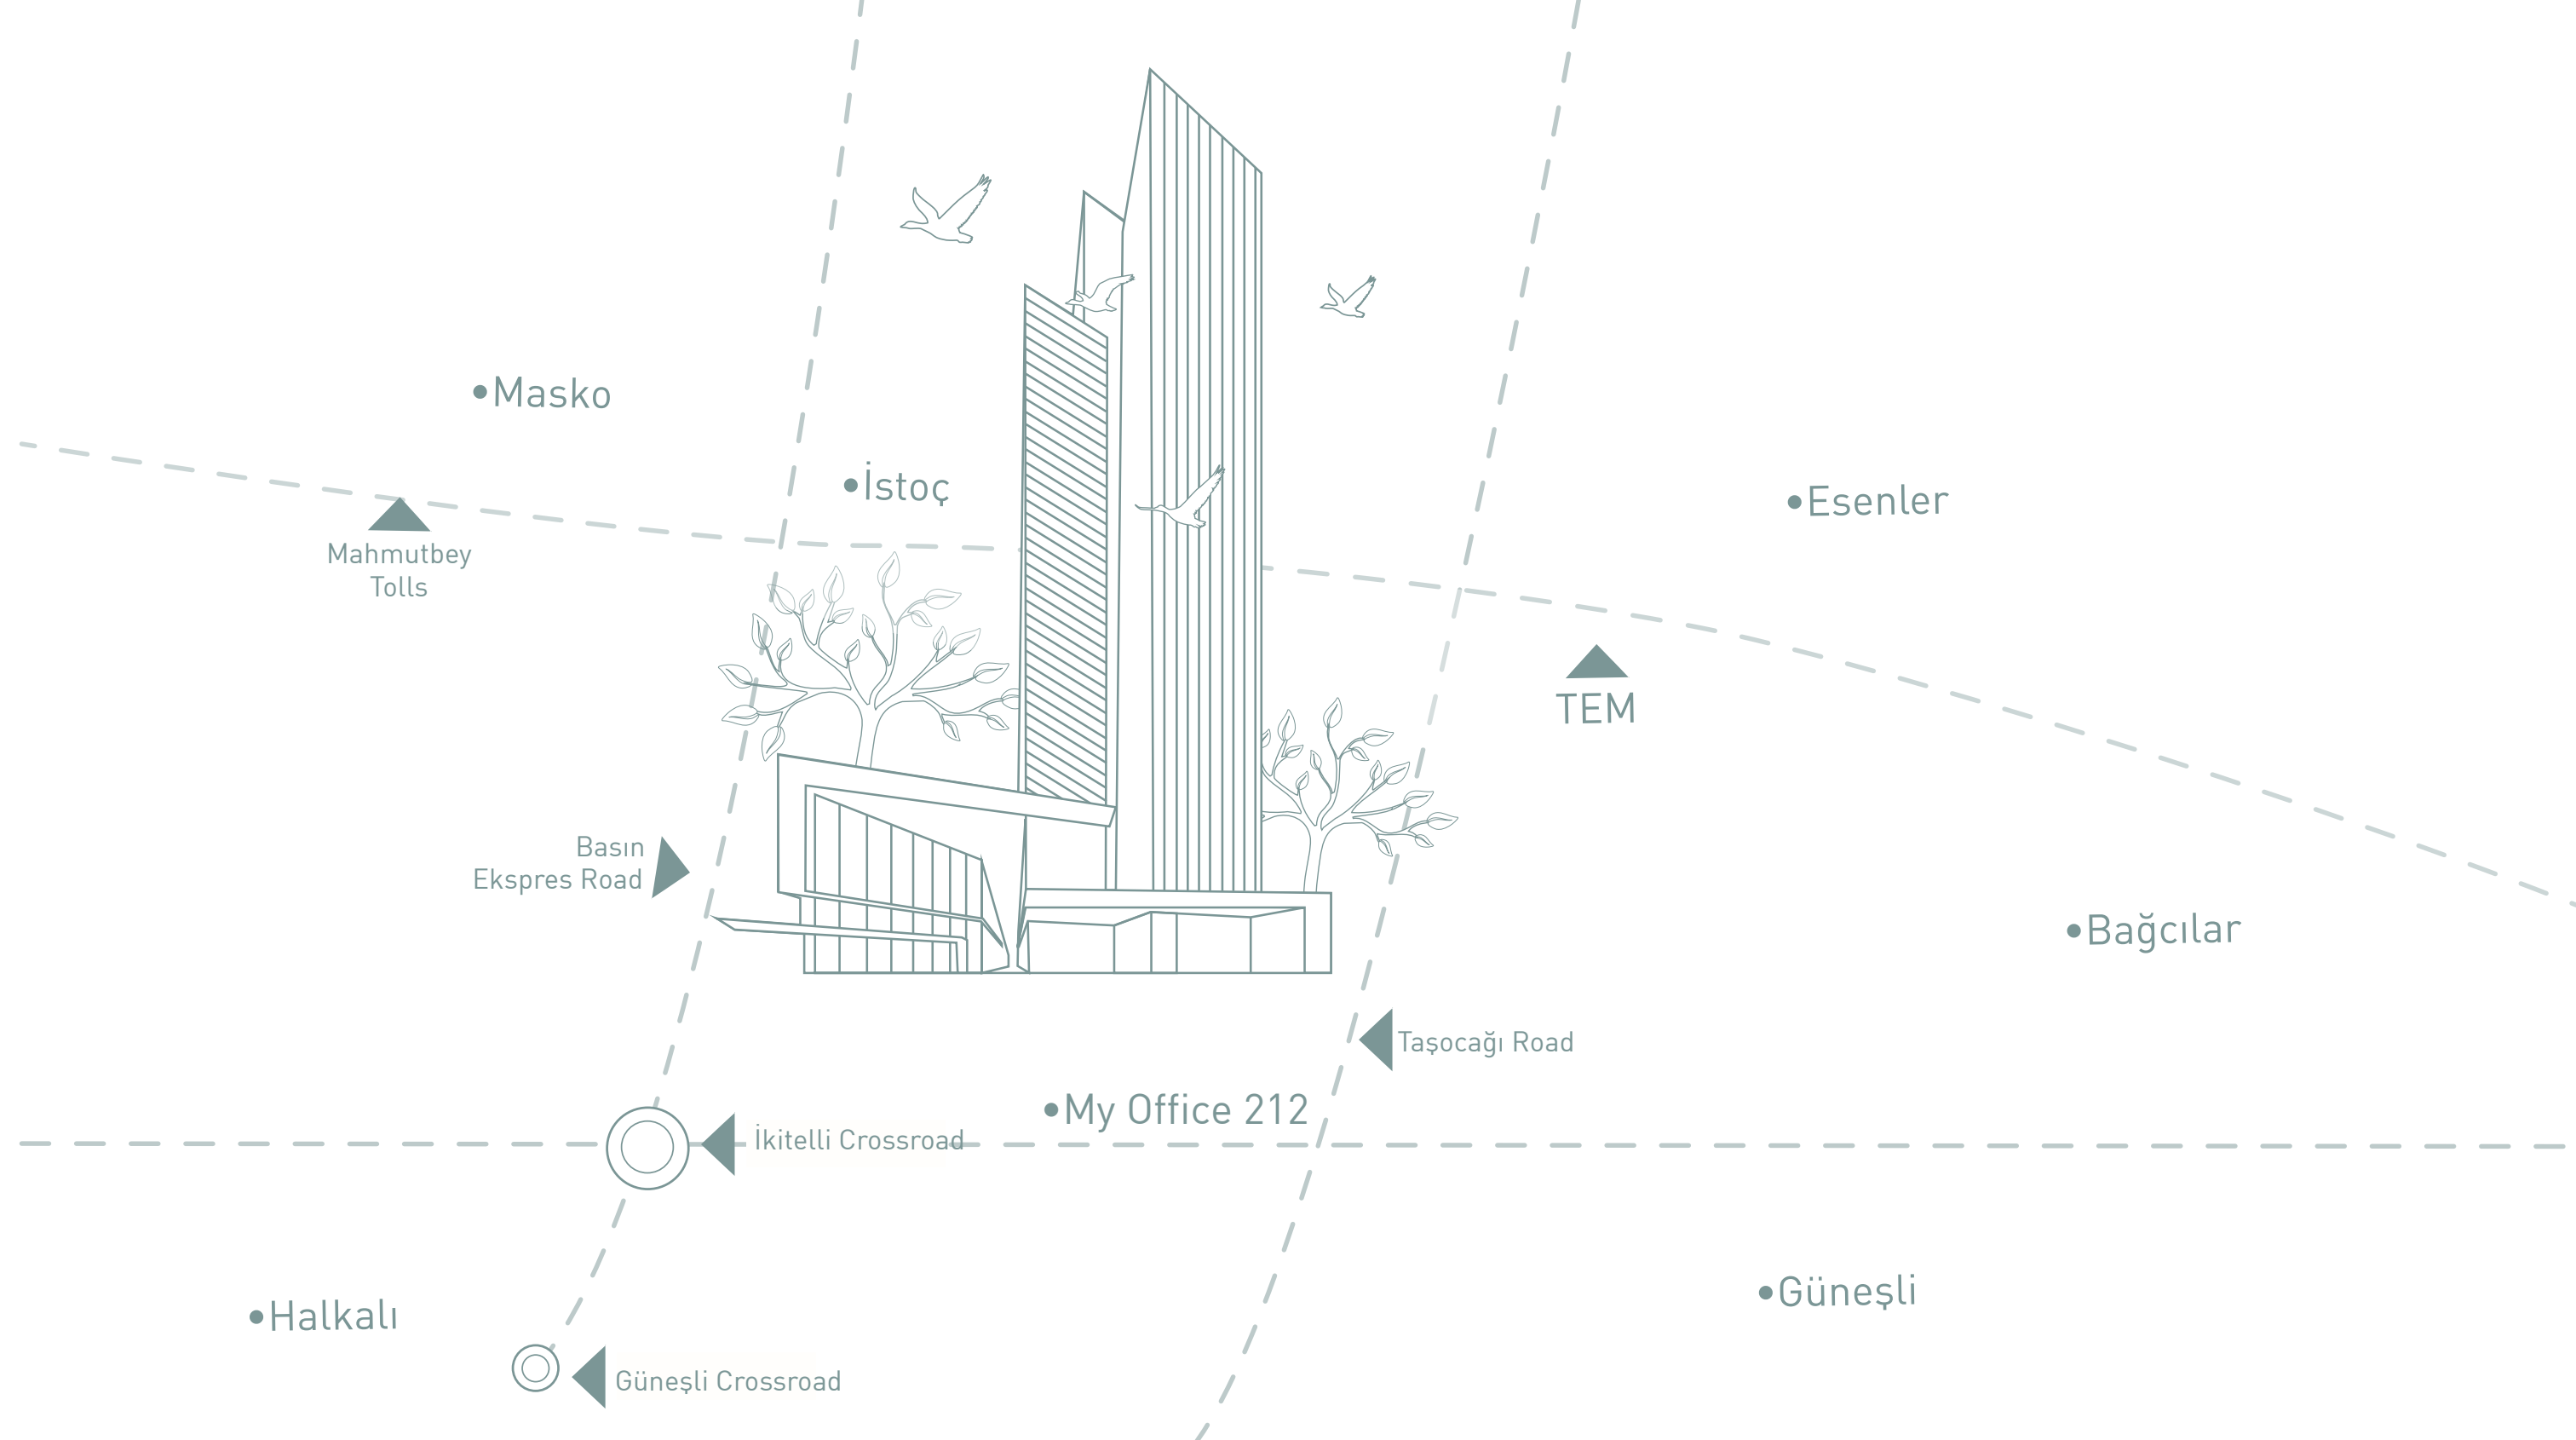 Masko
İstoç
Esenler
Mahmutbey
Tolls
TEM
Basın
Ekspres Road
Bağcılar
Taşocağı Road
My Office 212
İkitelli Crossroad
Güneşli
Halkalı
Güneşli Crossroad